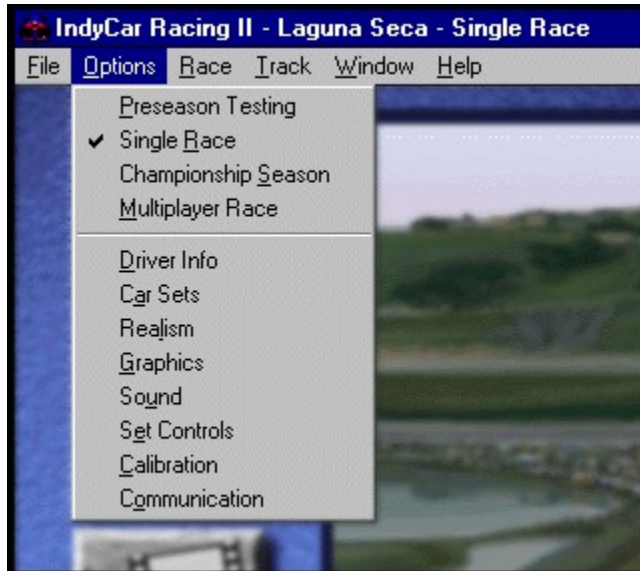 IndyCar Racing II - Laguna Seca - Single Race
File Options Race Track Window Help
Preseason Testing
✔ Single Race
Championship Season
Multiplayer Race
Driver Info
Car Sets
Realism
Graphics
Sound
Set Controls
Calibration
Communication